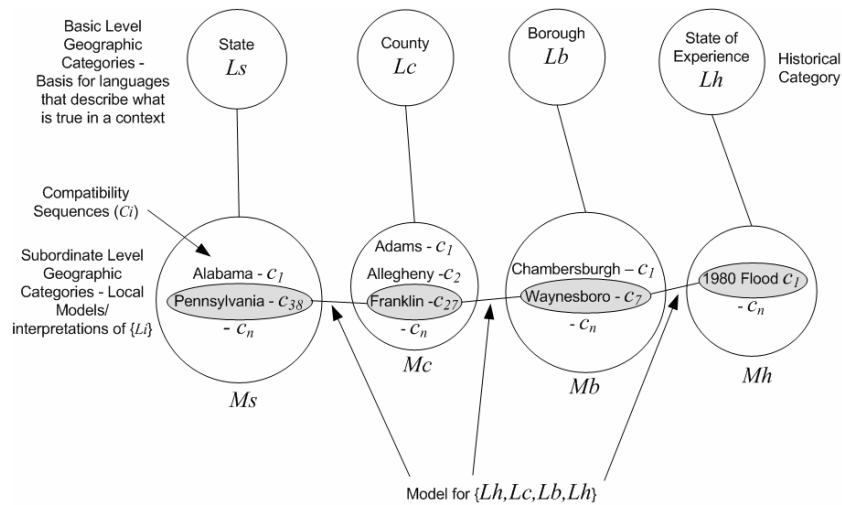 Basic Level
Geographic
Categories -
Basis for languages
that describe what
is true in a context
State
Ls
County
Lc
Borough
Lb
State of
Experience
Lh
Historical
Category
Compatibility
Sequences (Ci)
Subordinate Level
Geographic
Categories - Local
Models/
interpretations of {Li}
Alabama - c1
Pennsylvania - c38
- cn
Ms
Adams - c1
Allegheny -c2
Franklin -c27
- cn
Mc
Chambersburgh – c1
Waynesboro - c7
- cn
Mb
1980 Flood c1
- cn
Mh
Model for {Lh,Lc,Lb,Lh}